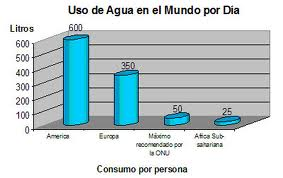 Uso de Agua en el Mundo por Dia
Litros
600
500
400
300
200
100
0
600
350
50
25
America
Europa
Máximo
recomendado por
la ONU
Africa Sub-
sahariana
Consumo por persona